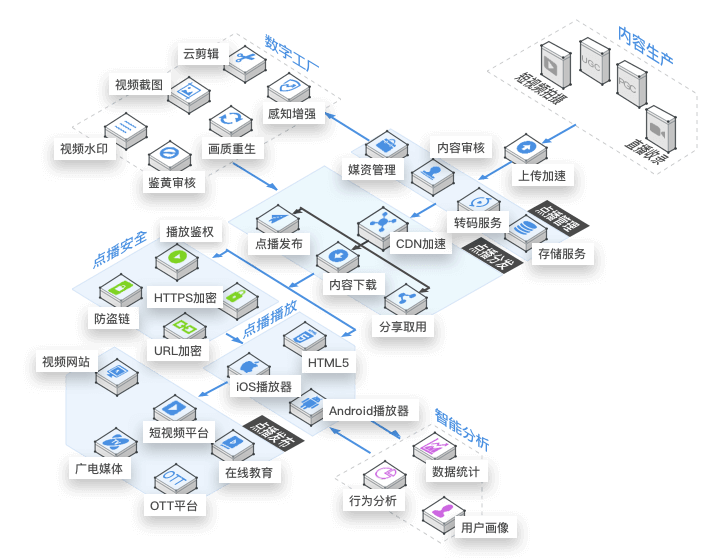 数字工厂
云剪辑
视频截图
感知增强
视频水印
画质重生
鉴黄审核
内容生产
短视频拍摄
UGC
PGC
直播收录
媒资管理
内容审核
上传加速
转码服务
点播管理
存储服务
点播发布
CDN加速
点播分发
内容下载
分享取用
点播安全
播放鉴权
HTTPS加密
防盗链
URL加密
点播播放
HTML5
iOS播放器
Android播放器
视频网站
短视频平台
点播发布
广电媒体
TV
在线教育
OTT
OTT平台
智能分析
数据统计
行为分析
用户画像